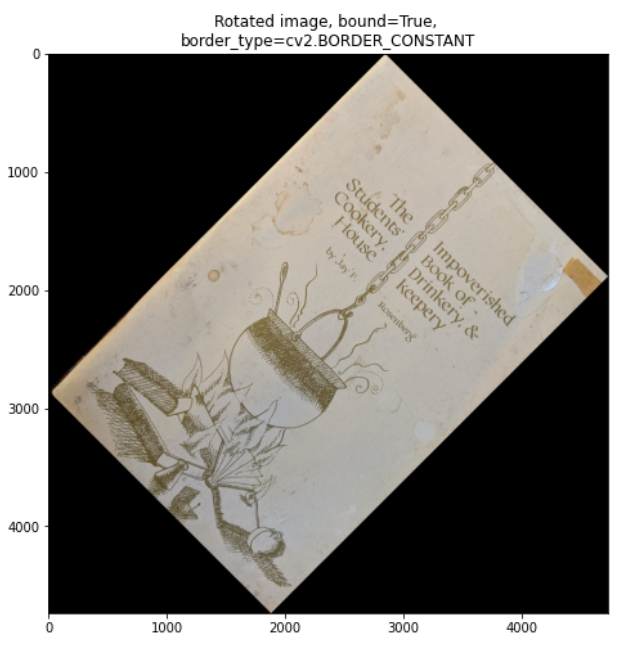 Rotated image, bound=True,
border_type=cv2.BORDER_CONSTANT
0
1000
2000
3000
4000
The Impoverished
Students' Book of
Cookery, Drinkery, &
House keepery
by Jay F. Rosenberg
0 1000 2000 3000 4000